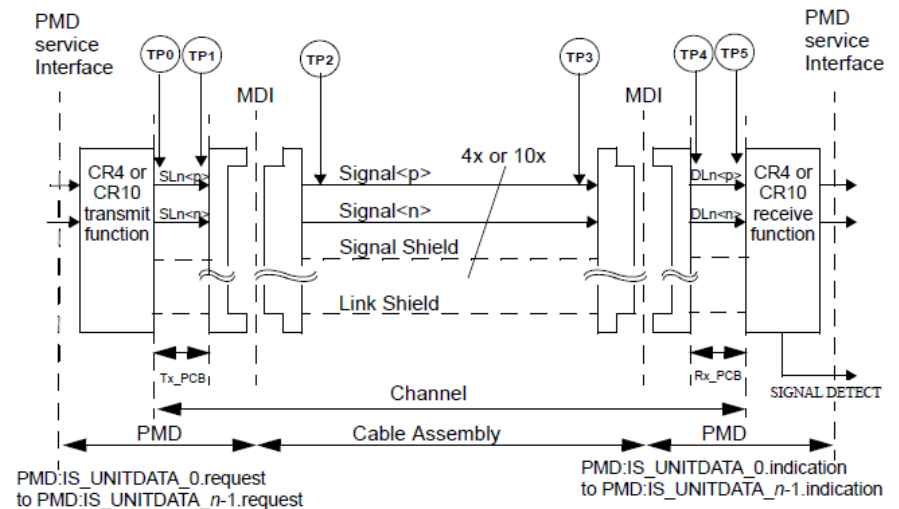 PMD
service
Interface
PMD
service
Interface
TP0
TP1
TP2
TP3
TP4
TP5
MDI
MDI
4x or 10x
CR4 or
CR10
transmit
function
SLn<p>
SLn<n>
Signal<p>
Signal<n>
Signal Shield
Link Shield
DLn<p>
DLn<n>
CR4 or
CR10
receive
function
Tx_PCB
Rx_PCB
SIGNAL DETECT
Channel
PMD
Cable Assembly
PMD
PMD:IS_UNITDATA_0.request
to PMD:IS_UNITDATA_n-1.request
PMD:IS_UNITDATA_0.indication
to PMD:IS_UNITDATA_n-1.indication